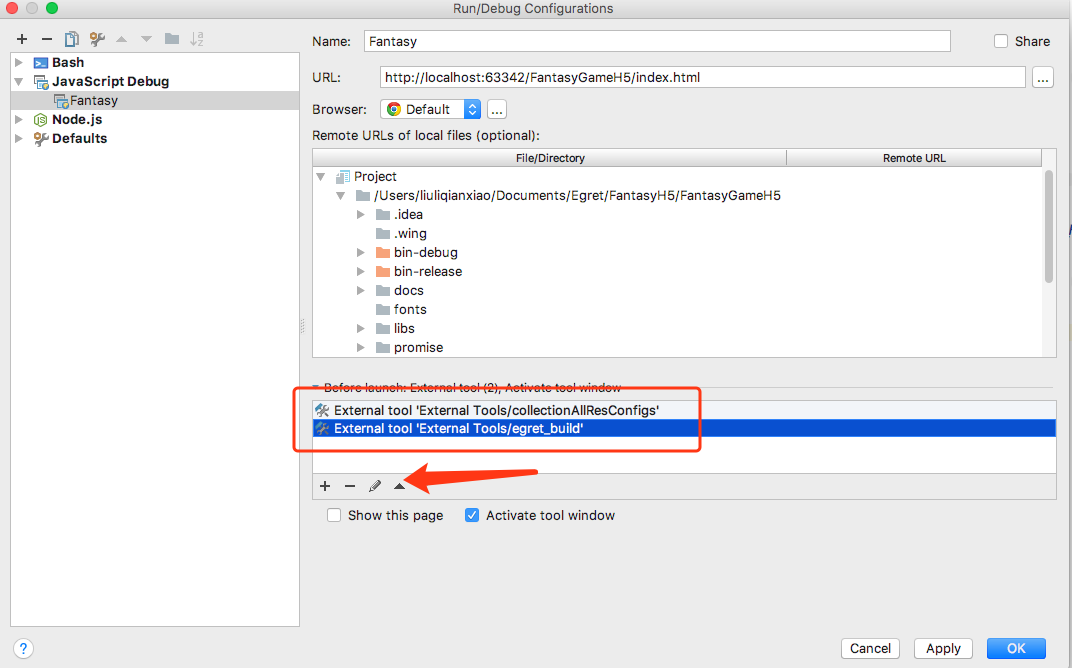 Run/Debug Configurations
Bash
JavaScript Debug
Fantasy
Node.js
Defaults
Name: Fantasy Share
URL: http://localhost:63342/FantasyGameH5/index.html ...
Browser: Default ...
Remote URLs of local files (optional):
File/Directory Remote URL
Project
/Users/liuliqianxiao/Documents/Egret/FantasyH5/FantasyGameH5
.idea
.wing
bin-debug
bin-release
docs
fonts
libs
promise
Before launch: External tool (2), Activate tool window
External tool 'External Tools/collectionAllResConfigs'
External tool 'External Tools/egret_build'
Show this page Activate tool window
? Cancel Apply OK